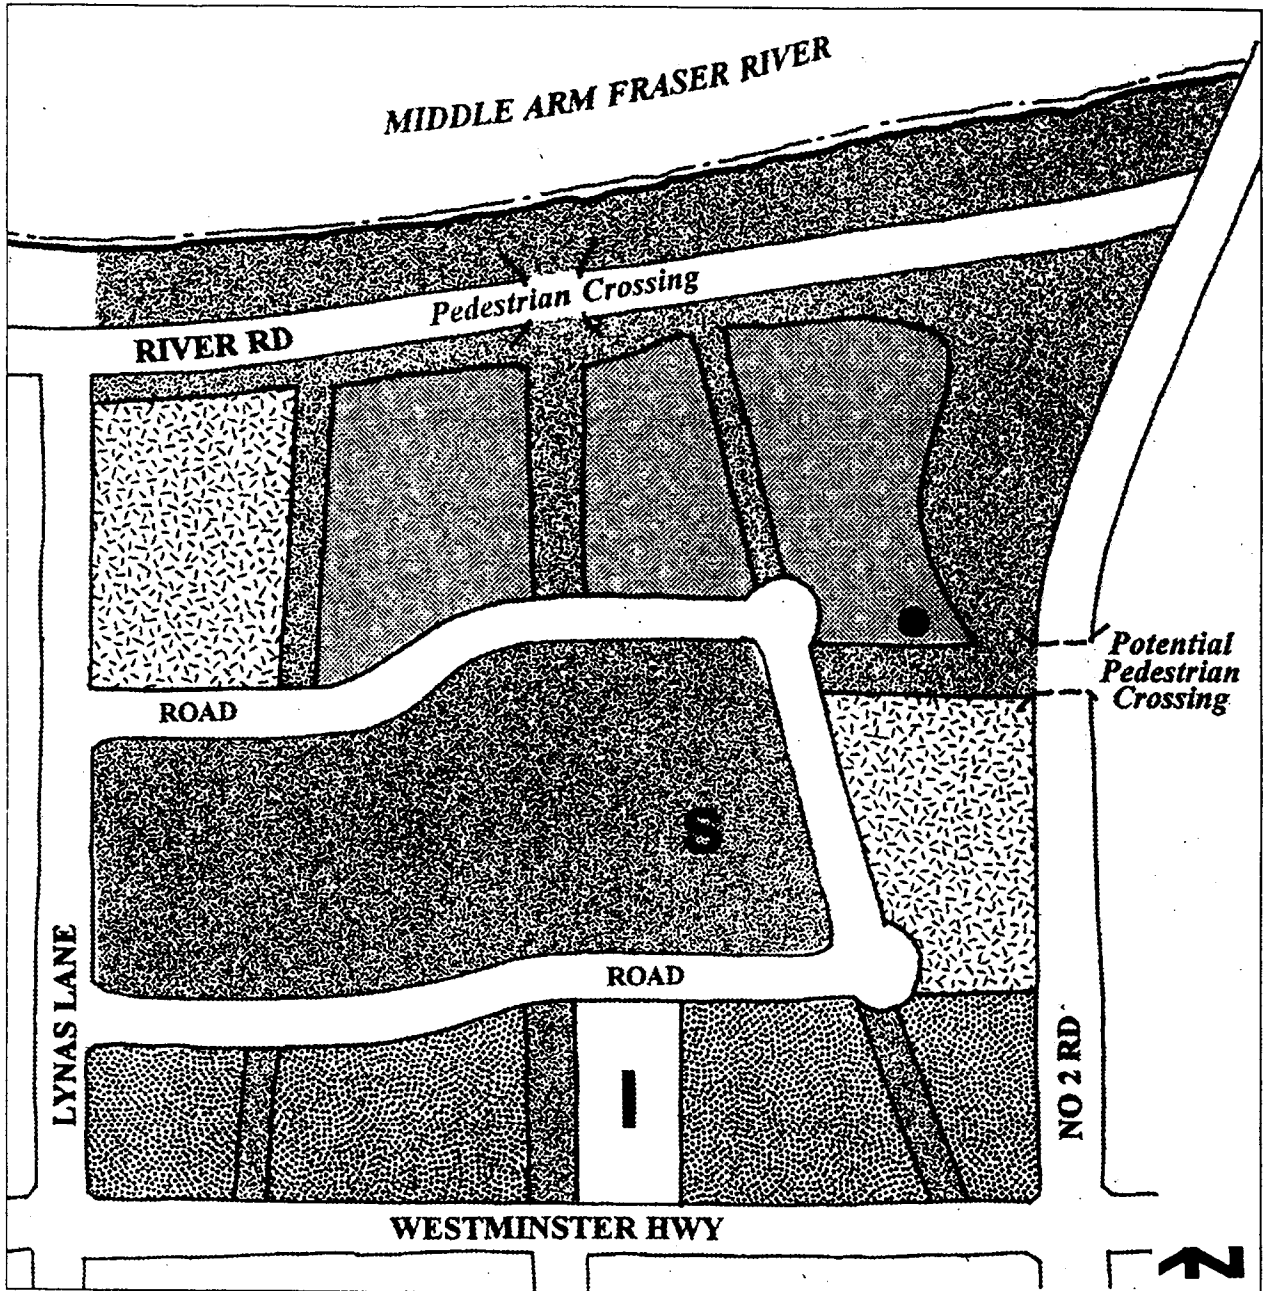 MIDDLE ARM FRASER RIVER
Pedestrian Crossing
RIVER RD
Potential
Pedestrian
Crossing
ROAD
S
ROAD
LYNAS LANE
I
NO 2 RD
WESTMINSTER HWY
N